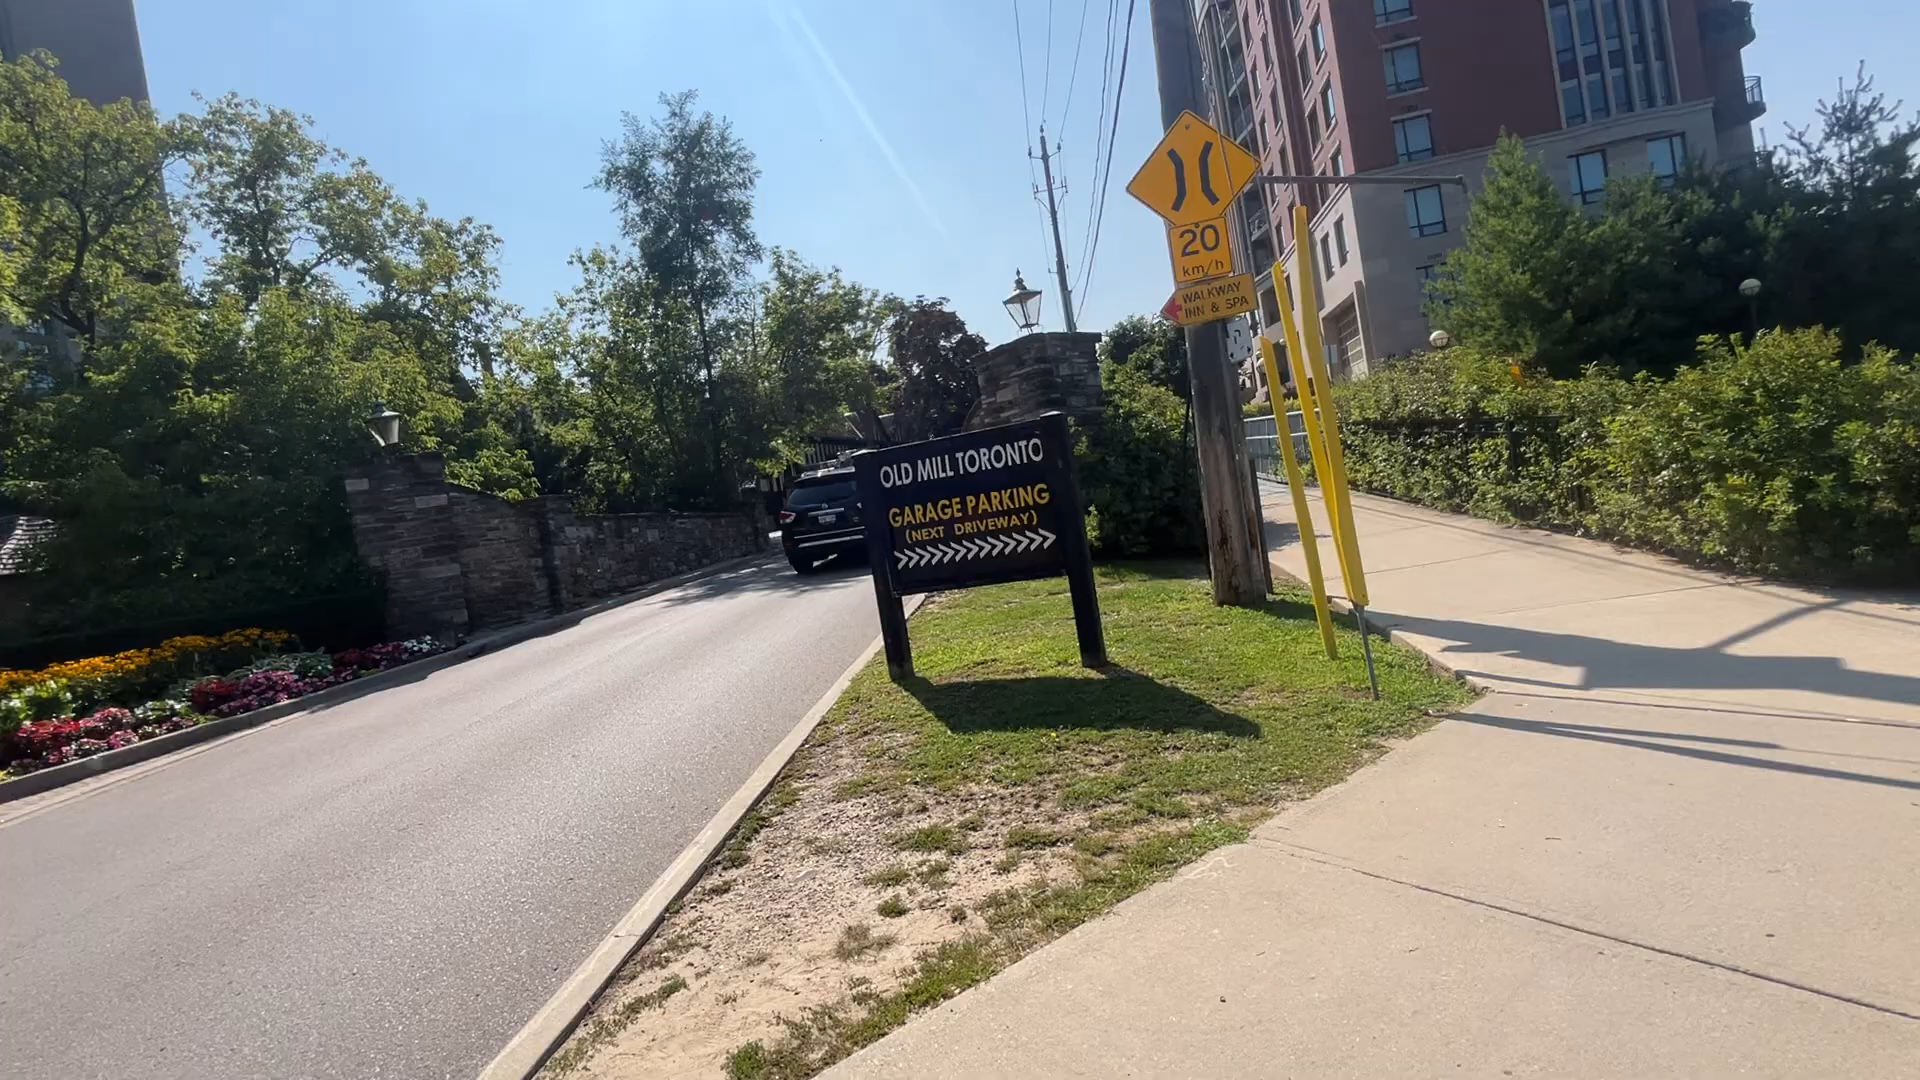 20
km/h
WALKWAY
INN & SPA
OLD MILL TORONTO
GARAGE PARKING
(NEXT DRIVEWAY)